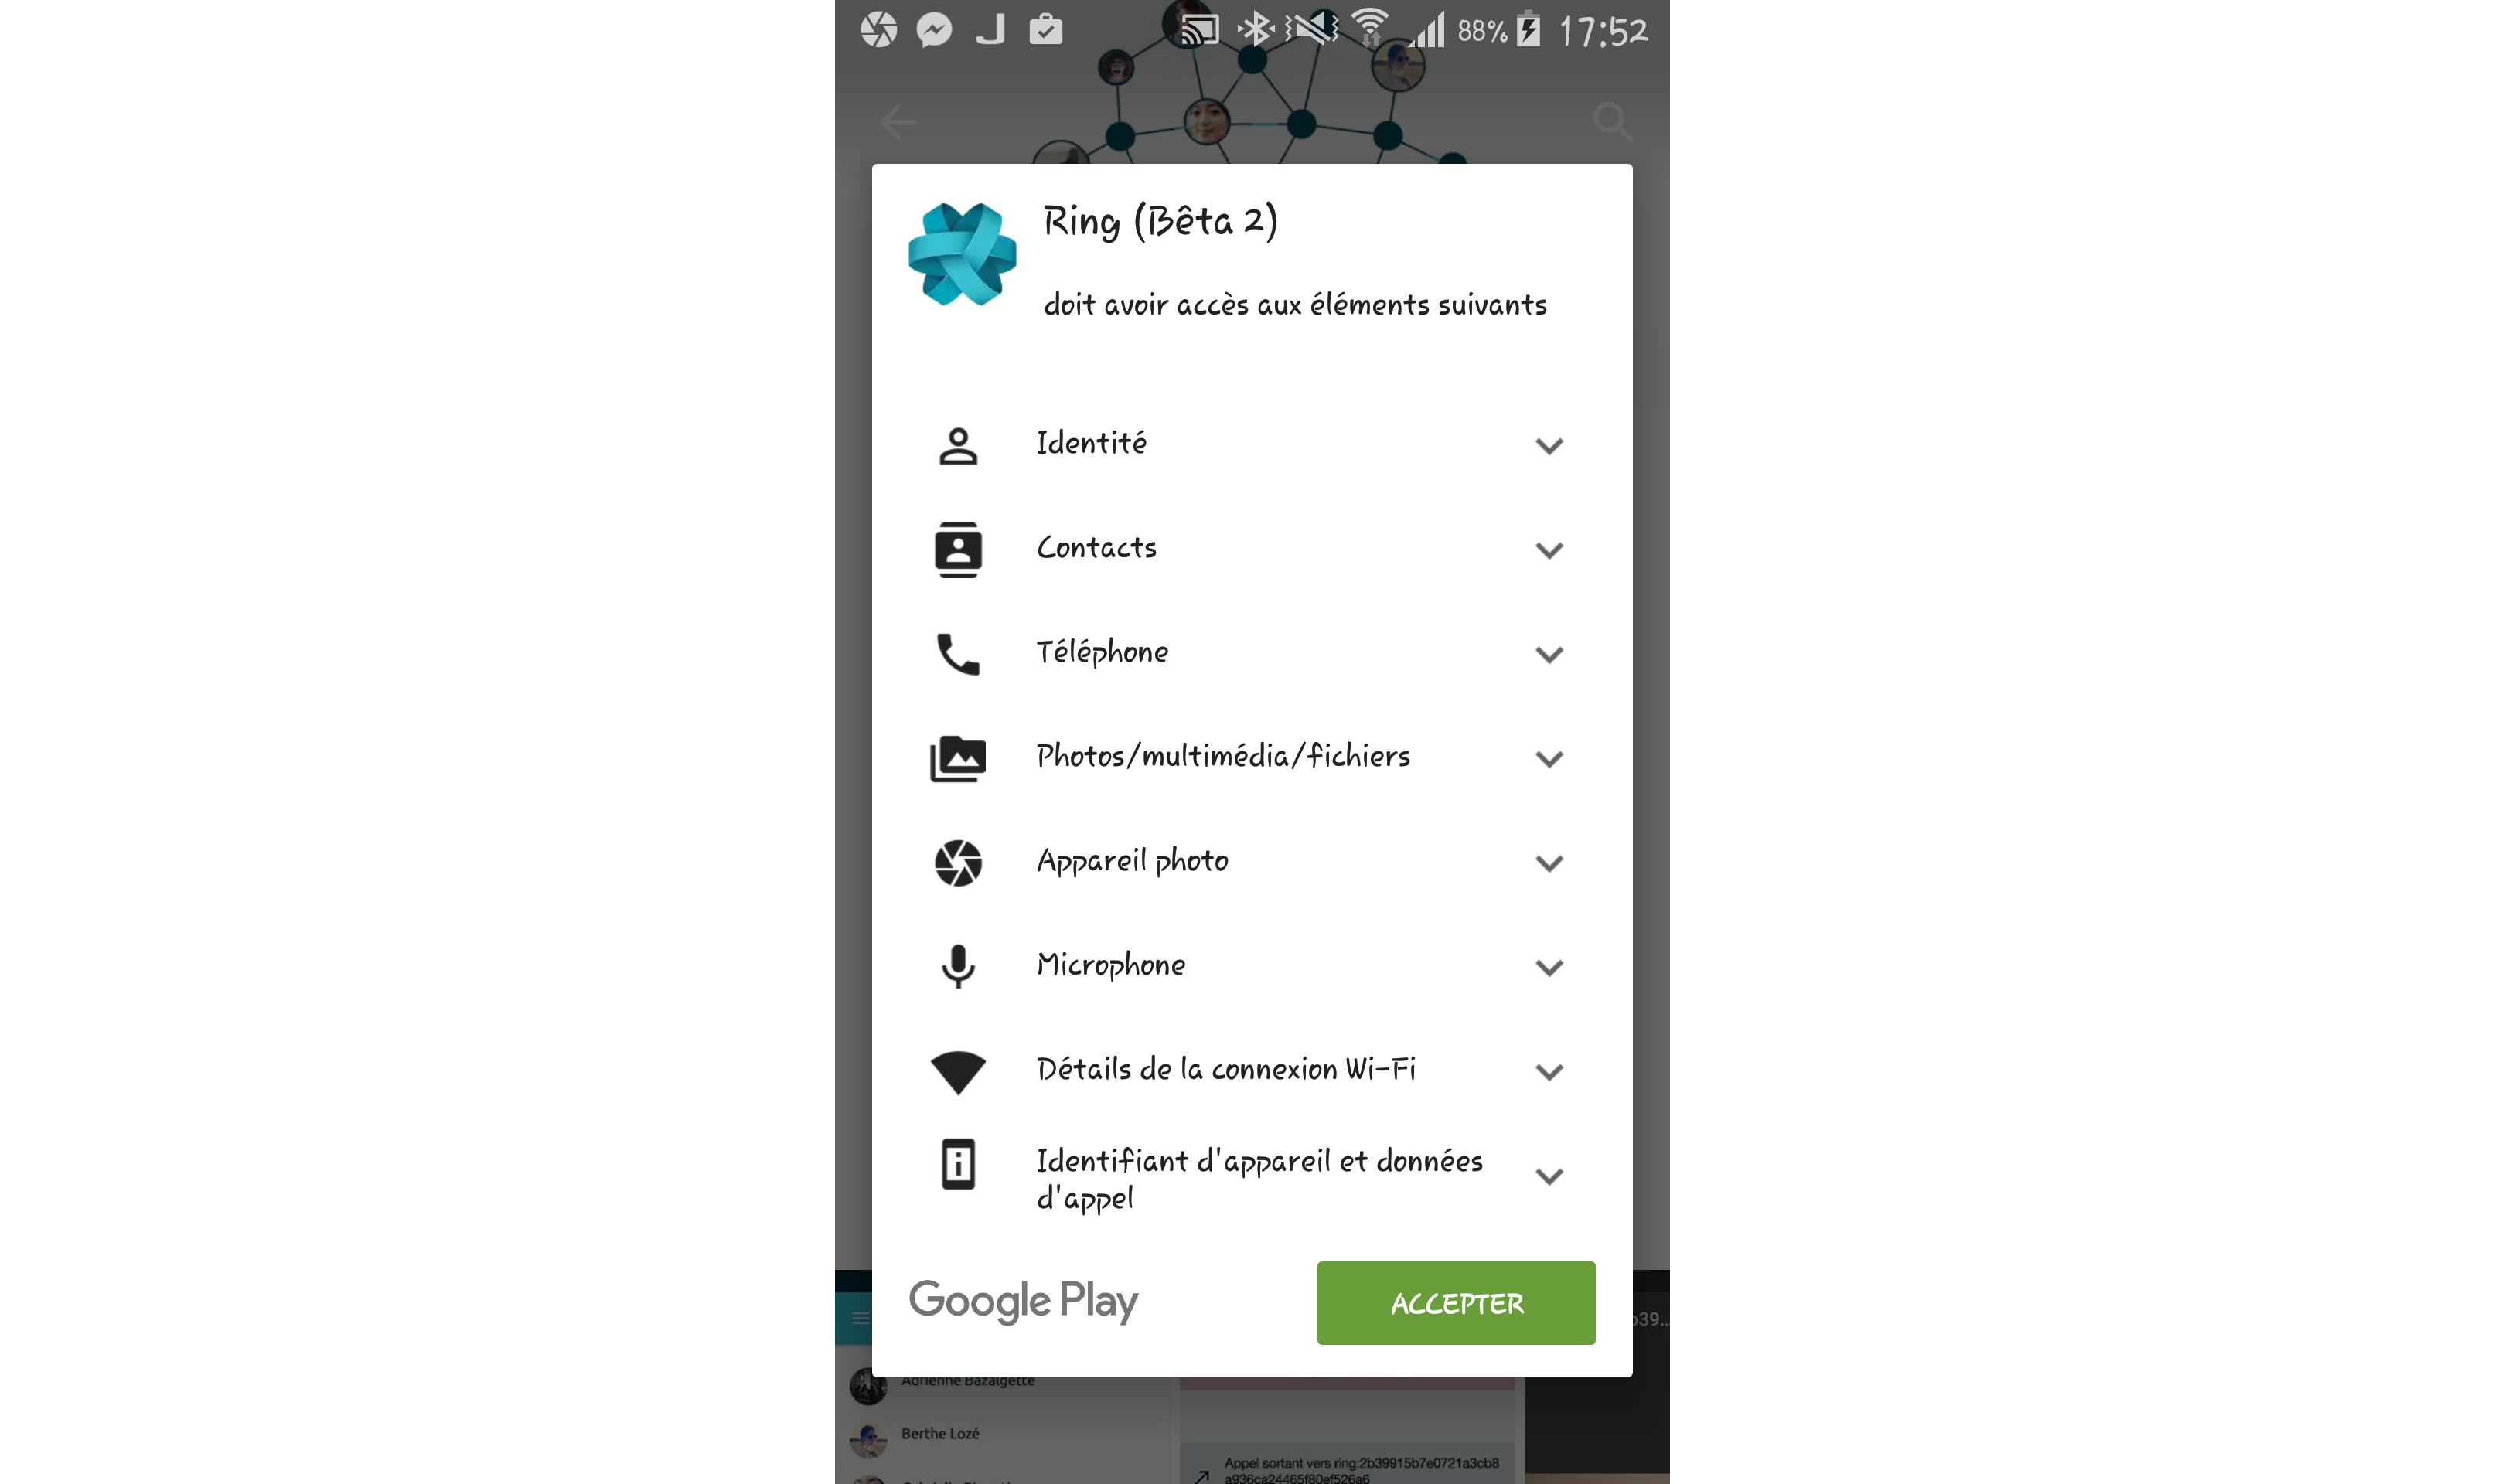 88% 17:52
Ring (Bêta 2)
doit avoir accès aux éléments suivants
Identité
Contacts
Téléphone
Photos/multimédia/fichiers
Appareil photo
Microphone
Détails de la connexion Wi-Fi
Identifiant d'appareil et données
d'appel
Google Play
ACCEPTER
b39...
Adrienne Bazalgette
Berthe Lozé
Appel sortant vers ring:2b39915b7e0721a3cb8
a936ca24465f80ef526a6